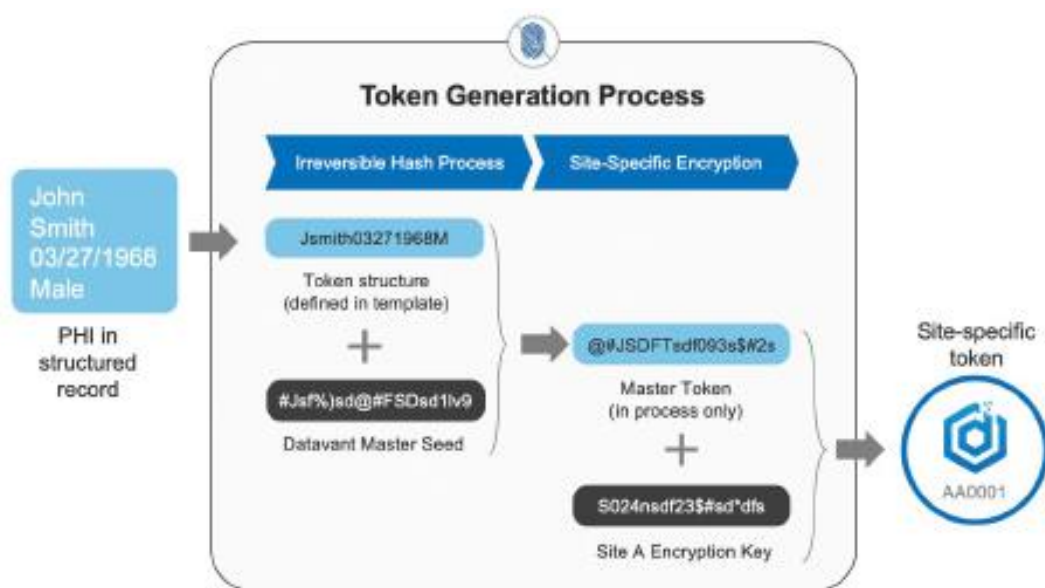 Token Generation Process
Irreversible Hash Process
Site-Specific Encryption
John
Smith
03/27/1968
Male
PHI in
structured
record
Jsmith03271968M
Token structure
(defined in template)
+
#Jsf%)sd@#FSDsd1lv9
Datavant Master Seed
@#JSDFTsdf093s$#2s
Master Token
(in process only)
+
S024nsdf23$#sd*dfs
Site A Encryption Key
Site-specific
token
AA0001